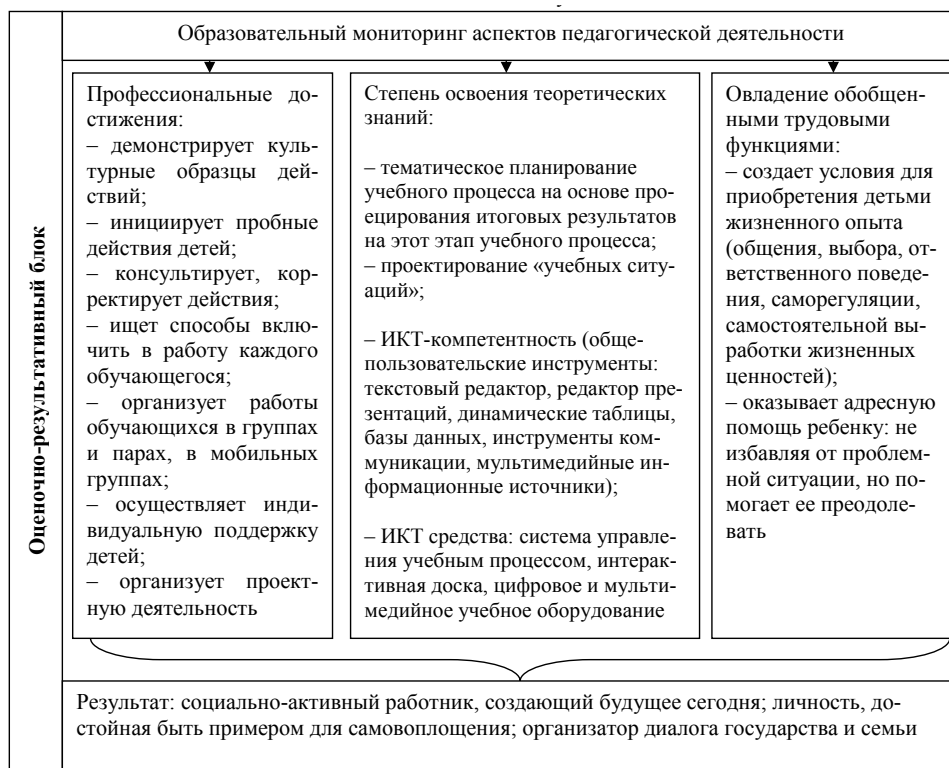 Оценочно-результативный блок
Образовательный мониторинг аспектов педагогической деятельности
Профессиональные до-
стижения:
– демонстрирует куль-
турные образцы дей-
ствий;
– инициирует пробные
действия детей;
– консультирует, кор-
ректирует действия;
– ищет способы вклю-
чить в работу каждого
обучающегося;
– организует работы
обучающихся в группах
и парах, в мобильных
группах;
– осуществляет инди-
видуальную поддержку
детей;
– организует проект-
ную деятельность
Степень освоения теоретических
знаний:
– тематическое планирование
учебного процесса на основе про-
ецирования итоговых результатов
на этот этап учебного процесса;
– проектирование «учебных ситу-
аций»;
– ИКТ-компетентность (обще-
пользовательские инструменты:
текстовый редактор, редактор пре-
зентаций, динамические таблицы,
базы данных, инструменты ком-
муникации, мультимедийные ин-
формационные источники);
– ИКТ средства: система управле-
ния учебным процессом, интерак-
тивная доска, цифровое и мульти-
медийное учебное оборудование
Овладение обобщен-
ными трудовыми
функциями:
– создает условия для
приобретения детьми
жизненного опыта
(общения, выбора, от-
ветственного поведе-
ния, саморегуляции,
самостоятельной вы-
работки жизненных
ценностей);
– оказывает адресную
помощь ребенку: не
избавляя от проблем-
ной ситуации, но по-
могает ее преодоле-
вать
Результат: социально-активный работник, создающий будущее сегодня; личность, до-
стойная быть примером для самовоплощения; организатор диалога государства и семьи